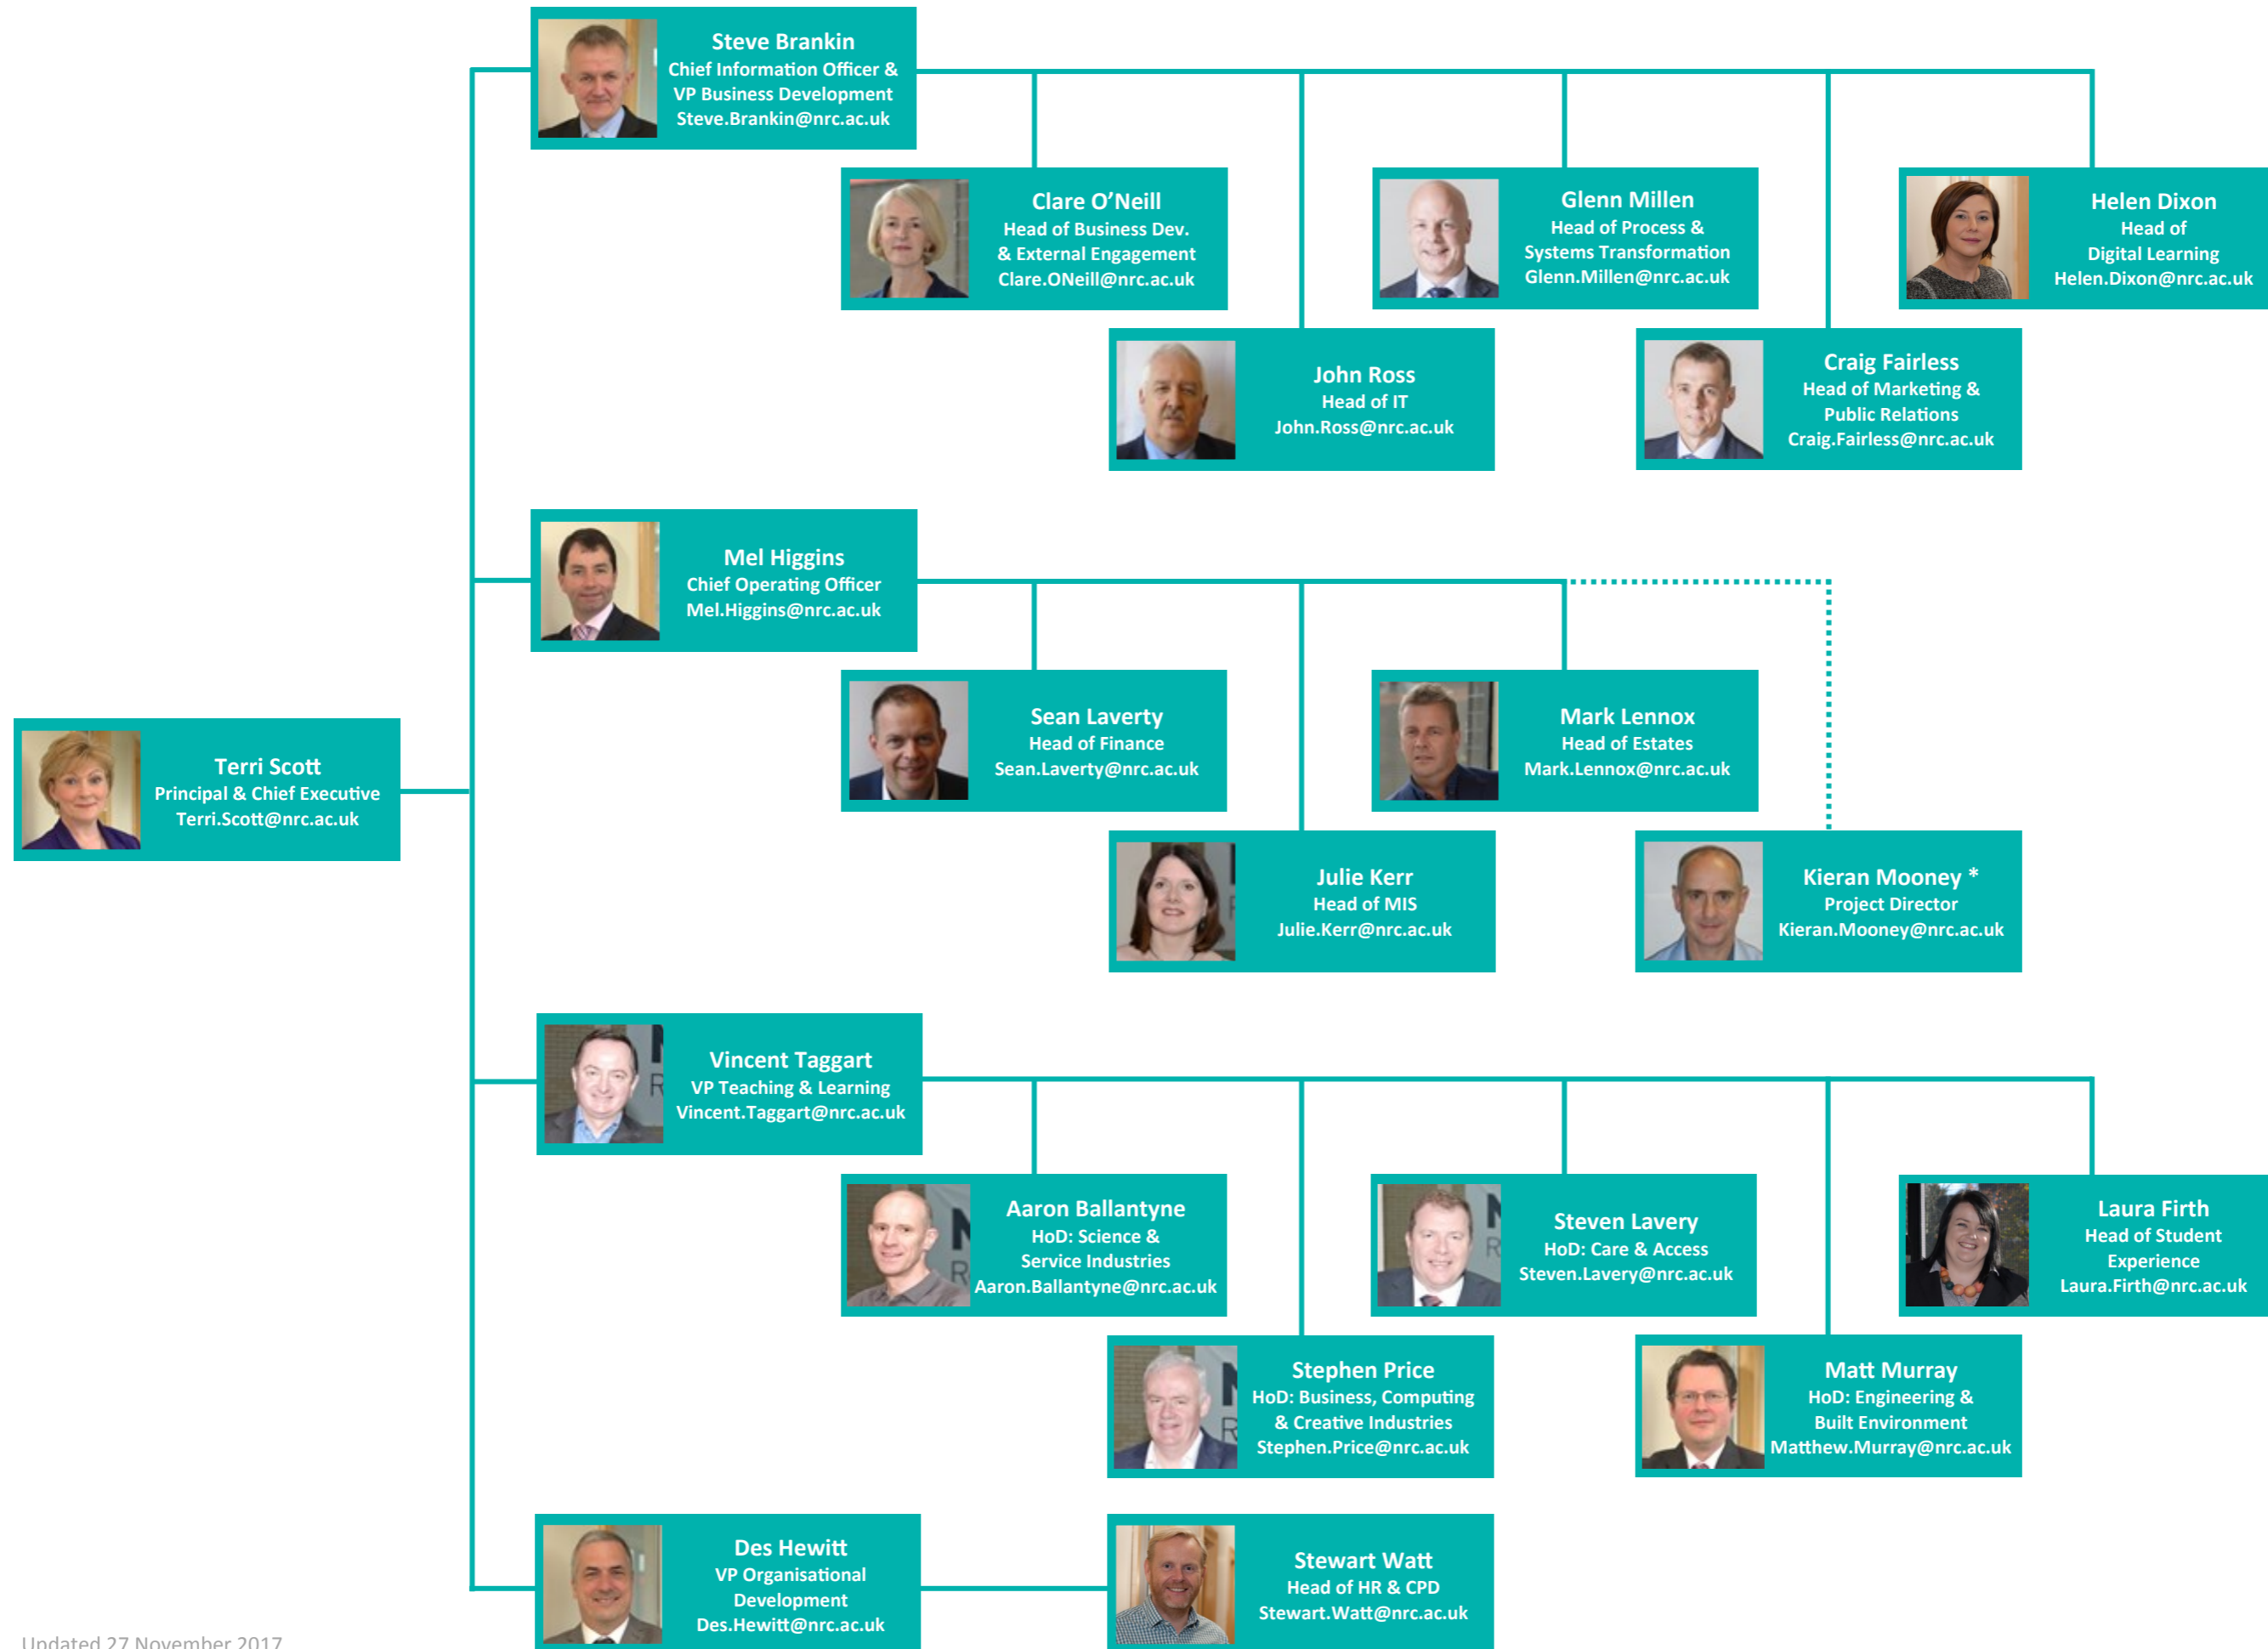 Steve Brankin
Chief Information Officer &
VP Business Development
Steve.Brankin@nrc.ac.uk
Clare O’Neill
Head of Business Dev.
& External Engagement
Clare.ONeill@nrc.ac.uk
Glenn Millen
Head of Process &
Systems Transformation
Glenn.Millen@nrc.ac.uk
Helen Dixon
Head of
Digital Learning
Helen.Dixon@nrc.ac.uk
John Ross
Head of IT
John.Ross@nrc.ac.uk
Craig Fairless
Head of Marketing &
Public Relations
Craig.Fairless@nrc.ac.uk
Mel Higgins
Chief Operating Officer
Mel.Higgins@nrc.ac.uk
Sean Laverty
Head of Finance
Sean.Laverty@nrc.ac.uk
Mark Lennox
Head of Estates
Mark.Lennox@nrc.ac.uk
Terri Scott
Principal & Chief Executive
Terri.Scott@nrc.ac.uk
Julie Kerr
Head of MIS
Julie.Kerr@nrc.ac.uk
Kieran Mooney *
Project Director
Kieran.Mooney@nrc.ac.uk
Vincent Taggart
VP Teaching & Learning
Vincent.Taggart@nrc.ac.uk
Aaron Ballantyne
HoD: Science &
Service Industries
Aaron.Ballantyne@nrc.ac.uk
Steven Lavery
HoD: Care & Access
Steven.Lavery@nrc.ac.uk
Laura Firth
Head of Student
Experience
Laura.Firth@nrc.ac.uk
Stephen Price
HoD: Business, Computing
& Creative Industries
Stephen.Price@nrc.ac.uk
Matt Murray
HoD: Engineering &
Built Environment
Matthew.Murray@nrc.ac.uk
Des Hewitt
VP Organisational
Development
Des.Hewitt@nrc.ac.uk
Stewart Watt
Head of HR & CPD
Stewart.Watt@nrc.ac.uk
Updated 27 November 2017